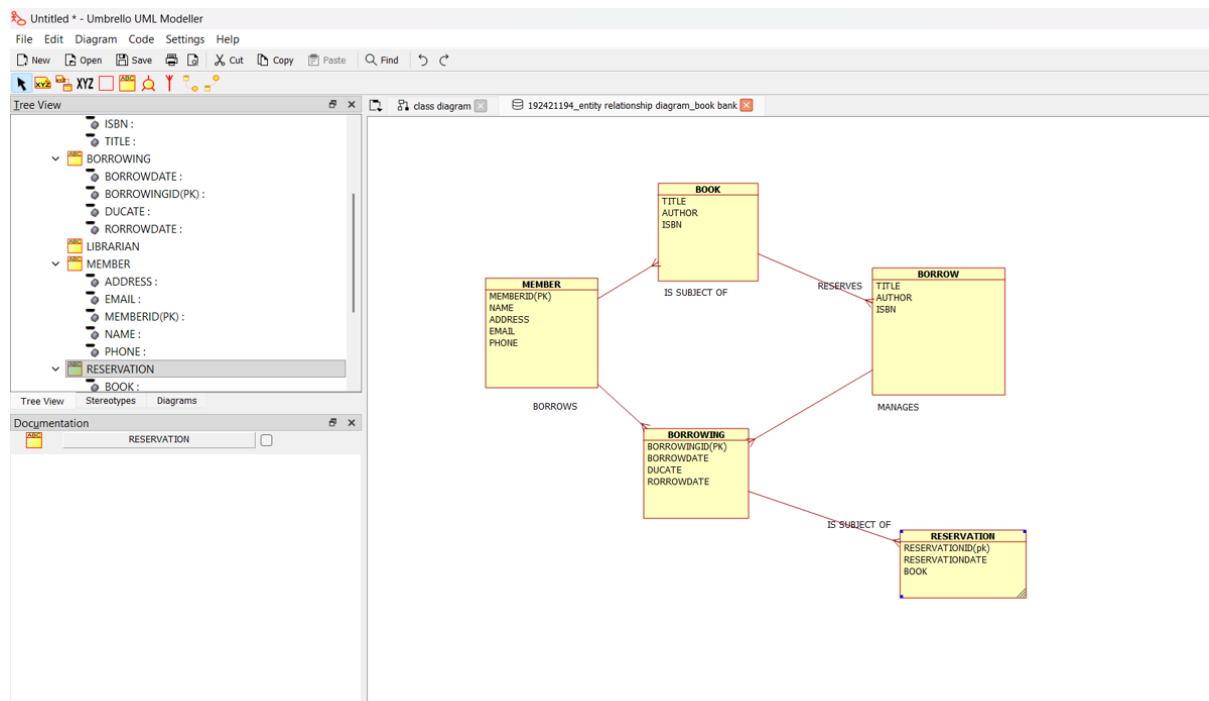 Untitled * - Umbrello UML Modeller
File Edit Diagram Code Settings Help
New Open Save Cut Copy Paste Find
XYZ ABC XYZ ABC
Tree View
class diagram
192421194_entity relationship diagram_book bank
ISBN :
TITLE :
BORROWING
BORROWDATE :
BORROWINGID(PK) :
DUCATE :
RORROWDATE :
LIBRARIAN
MEMBER
ADDRESS :
EMAIL :
MEMBERID(PK) :
NAME :
PHONE :
RESERVATION
BOOK :
Tree View Stereotypes Diagrams
Documentation
RESERVATION
BOOK
TITLE
AUTHOR
ISBN
MEMBER
MEMBERID(PK)
NAME
ADDRESS
EMAIL
PHONE
IS SUBJECT OF
RESERVES
BORROW
TITLE
AUTHOR
ISBN
BORROWS
MANAGES
BORROWING
BORROWINGID(PK)
BORROWDATE
DUCATE
RORROWDATE
IS SUBJECT OF
RESERVATION
RESERVATIONID(pk)
RESERVATIONDATE
BOOK